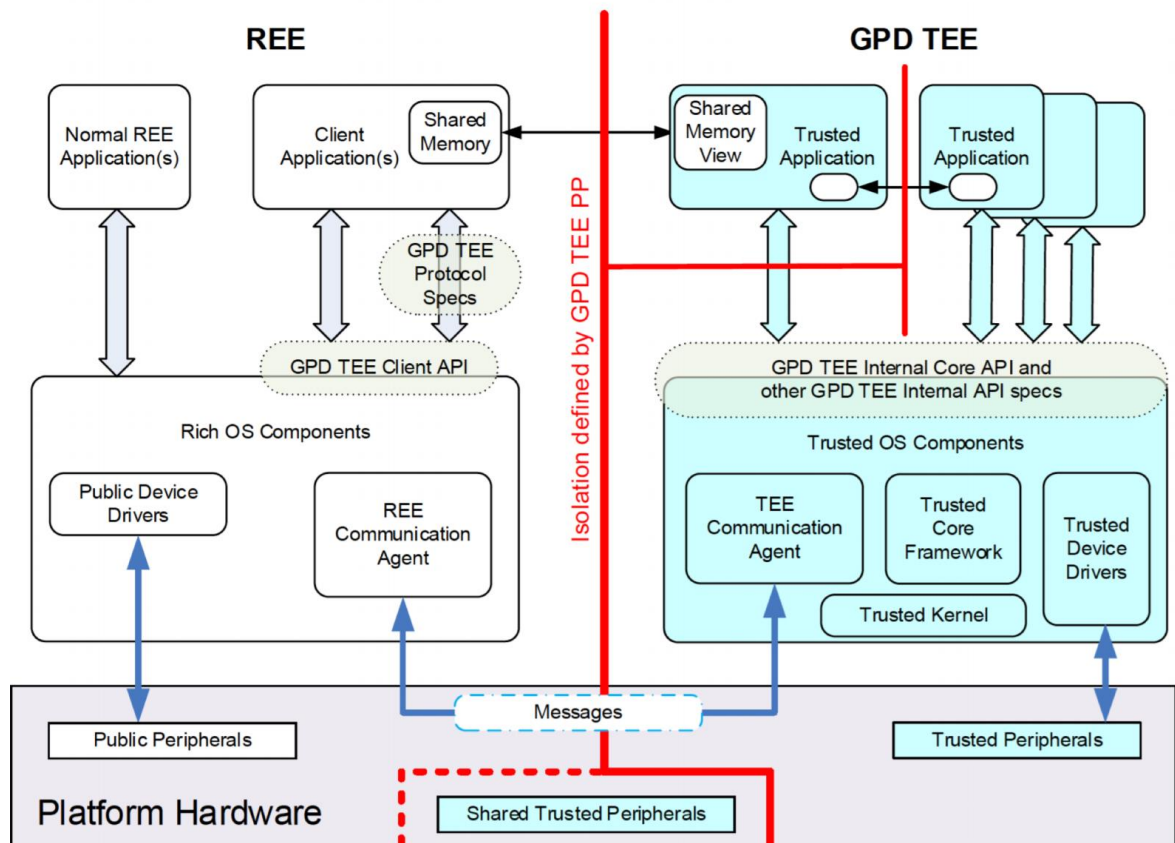 REE
GPD TEE
Normal REE
Application(s)
Client
Application(s)
Shared
Memory
Shared
Memory
View
Trusted
Application
Trusted
Application
GPD TEE
Protocol
Specs
Isolation defined by GPD TEE PP
GPD TEE Client API
GPD TEE Internal Core API and
other GPD TEE Internal API specs
Rich OS Components
Trusted OS Components
Public Device
Drivers
REE
Communication
Agent
TEE
Communication
Agent
Trusted
Core
Framework
Trusted
Device
Drivers
Trusted Kernel
Messages
Public Peripherals
Trusted Peripherals
Platform Hardware
Shared Trusted Peripherals